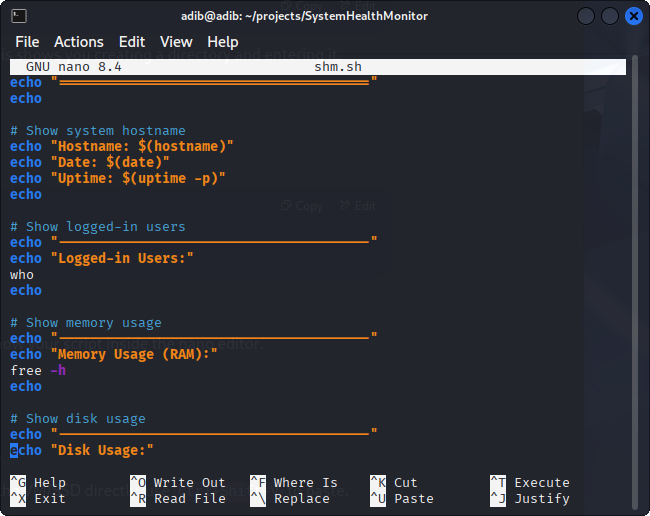 adib@adib: ~/projects/SystemHealthMonitor
File Actions Edit View Help
GNU nano 8.4 shm.sh
echo "========================================"
echo

# Show system hostname
echo "Hostname: $(hostname)"
echo "Date: $(date)"
echo "Uptime: $(uptime -p)"
echo

# Show logged-in users
echo "----------------------------------------"
echo "Logged-in Users:"
who
echo

# Show memory usage
echo "----------------------------------------"
echo "Memory Usage (RAM):"
free -h
echo

# Show disk usage
echo "----------------------------------------"
echo "Disk Usage:"

^G Help ^O Write Out ^F Where Is ^K Cut ^T Execute
^X Exit ^R Read File ^\ Replace ^U Paste ^J Justify